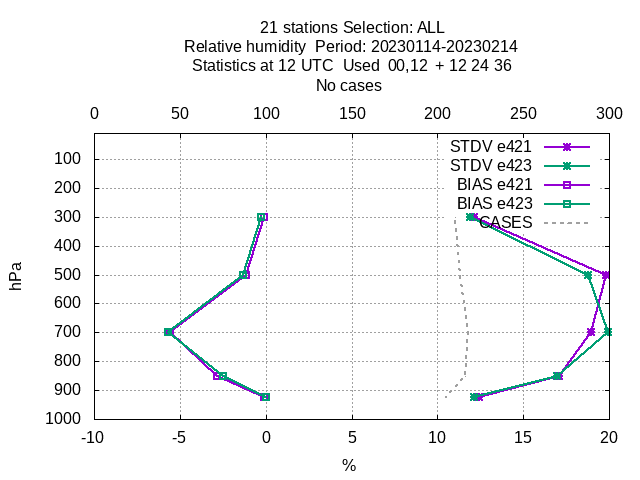 21 stations Selection: ALL
Relative humidity  Period: 20230114-20230214
Statistics at 12 UTC  Used  00,12  + 12 24 36
No cases
0 50 100 150 200 250 300
STDV e421
STDV e423
BIAS e421
BIAS e423
CASES
100
200
300
400
500
600
700
800
900
1000
hPa
-10 -5 0 5 10 15 20
%